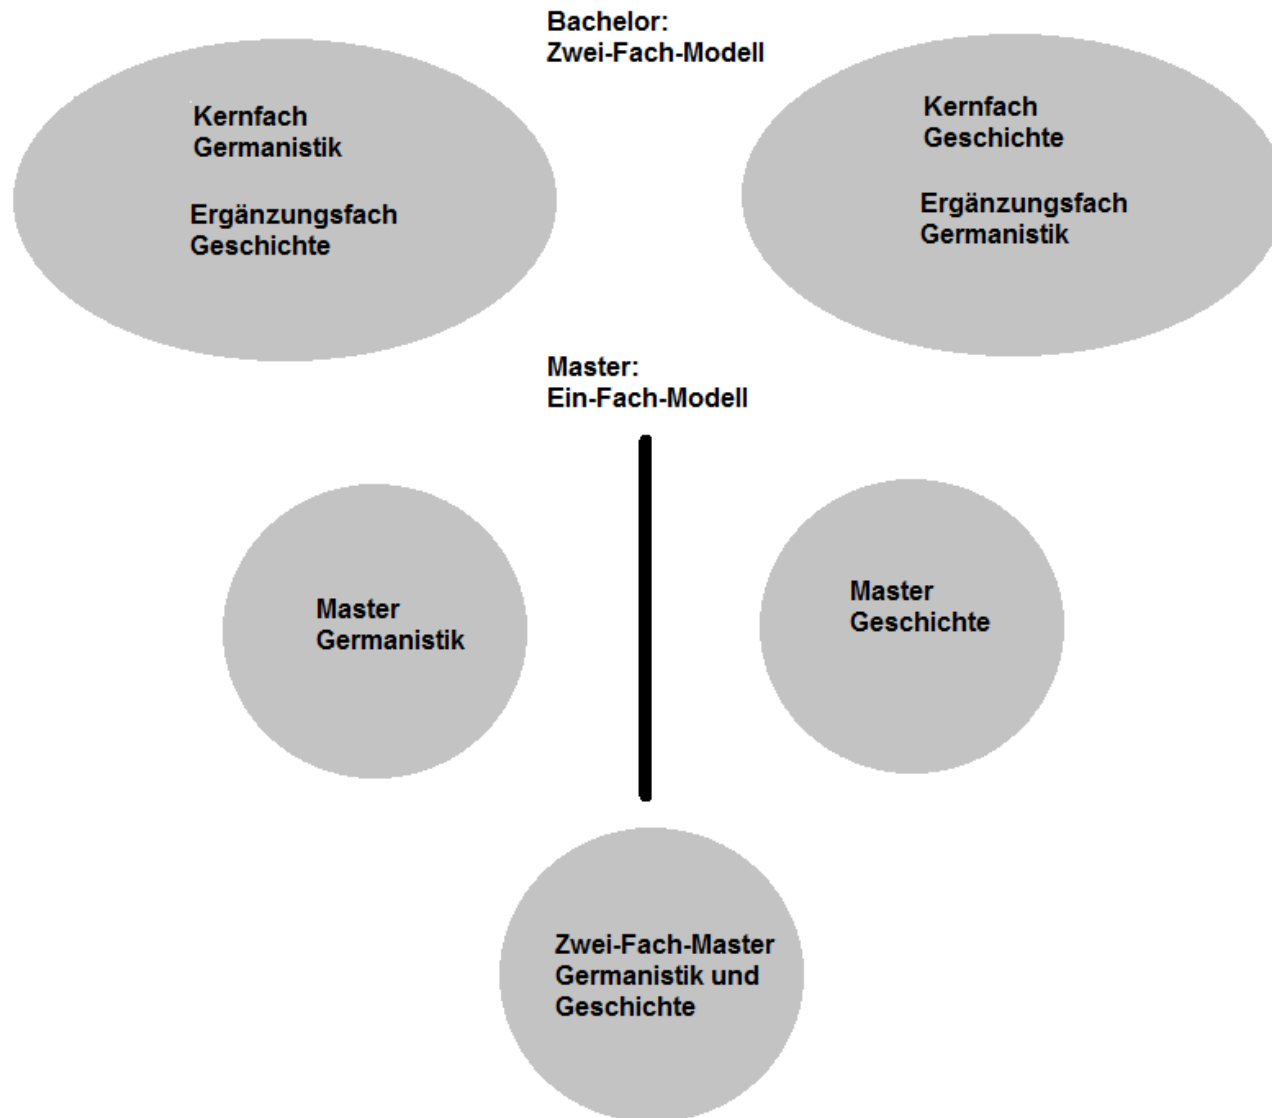 Bachelor:
Zwei-Fach-Modell
Kernfach
Germanistik
Ergänzungsfach
Geschichte
Kernfach
Geschichte
Ergänzungsfach
Germanistik
Master:
Ein-Fach-Modell
Master
Germanistik
Master
Geschichte
Zwei-Fach-Master
Germanistik und
Geschichte